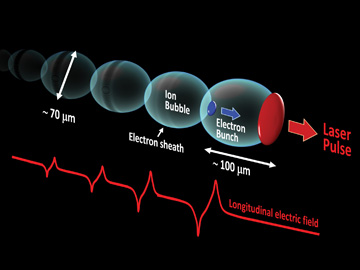 ~ 70 μm
Ion
Bubble
Electron sheath
Electron
Bunch
~ 100 μm
Laser
Pulse
Longitudinal electric field